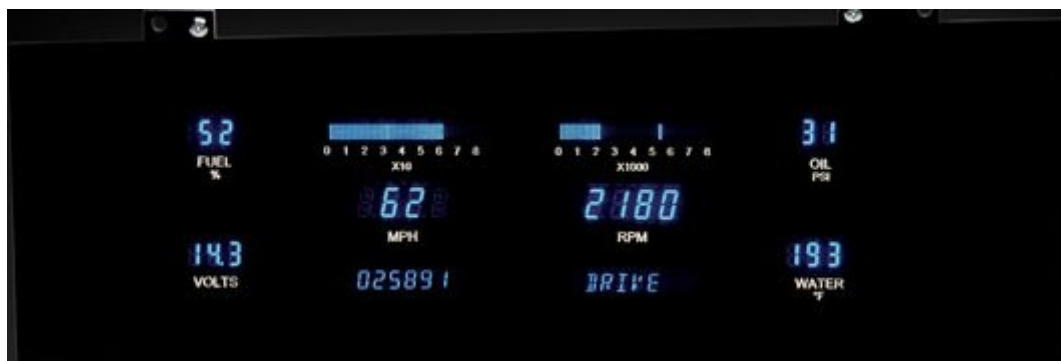 52
FUEL
%
14.3
VOLTS
0 1 2 3 4 5 6 7 8
X10
62
MPH
025891
0 1 2 3 4 5 6 7 8
X1000
2180
RPM
DRIVE
31
OIL
PSI
193
WATER
°F